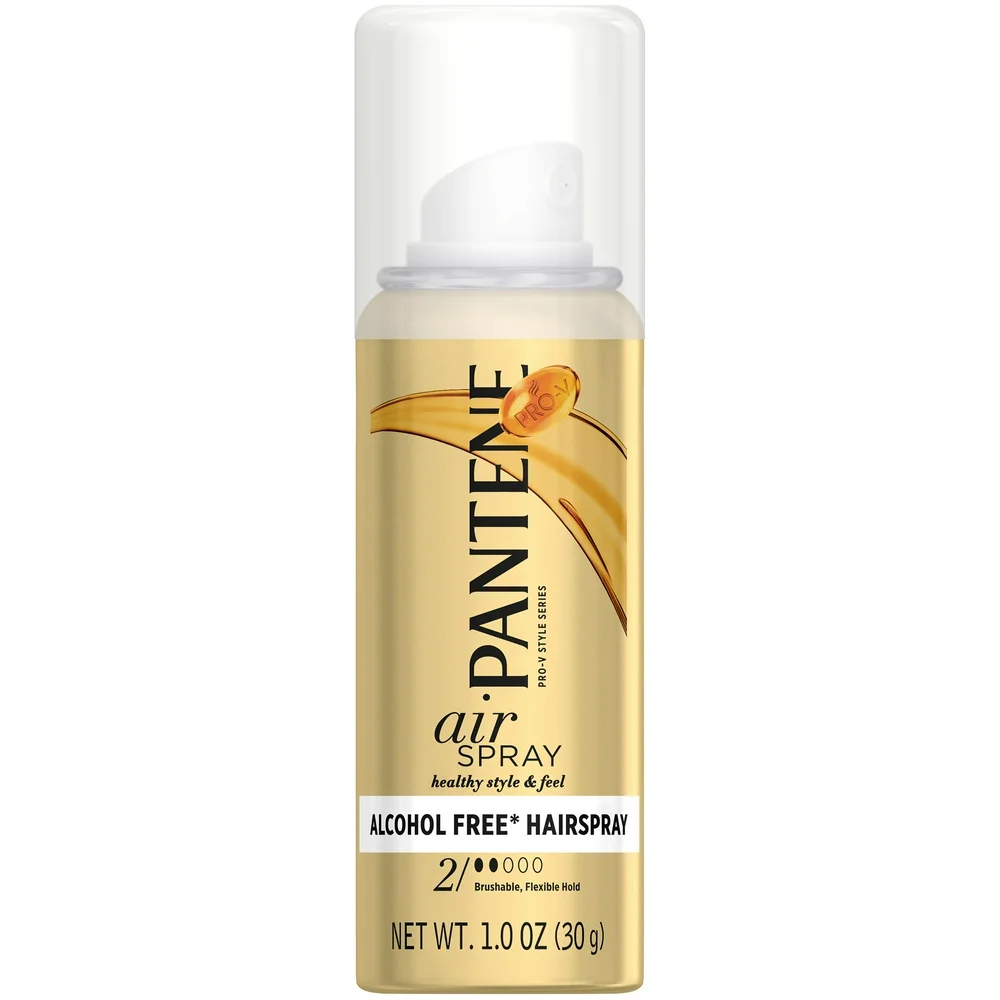 PANTENE
PRO-V
PRO-V STYLE SERIES
air
SPRAY
healthy style & feel
ALCOHOL FREE* HAIRSPRAY
2/
Brushable, Flexible Hold
NET WT. 1.0 OZ (30 g)